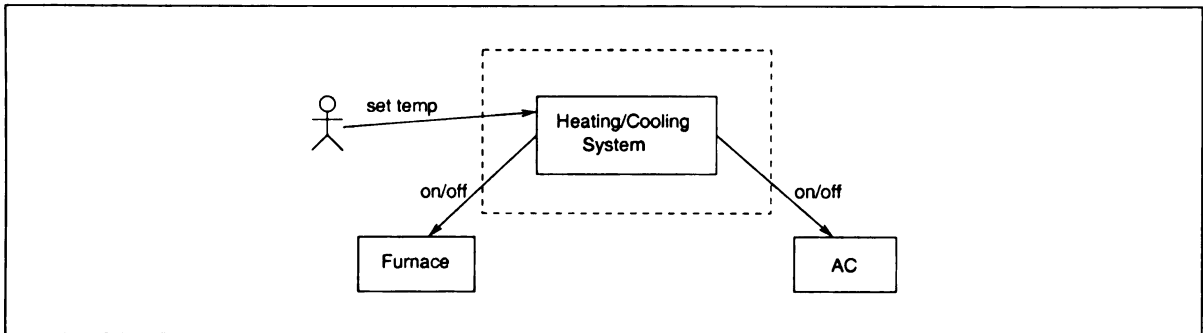 set temp
Heating/Cooling
System
on/off
on/off
Furnace
AC